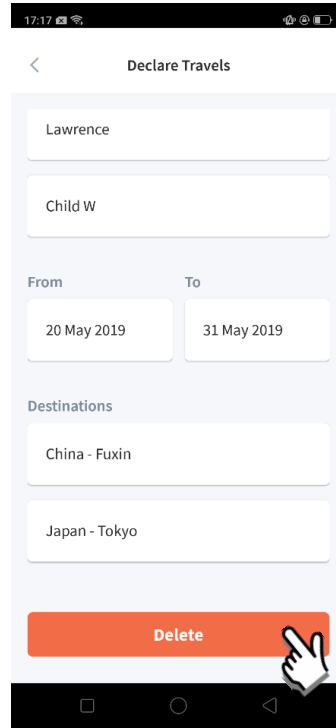 17:17
Declare Travels
Lawrence
Child W
From To
20 May 2019 31 May 2019
Destinations
China - Fuxin
Japan - Tokyo
Delete